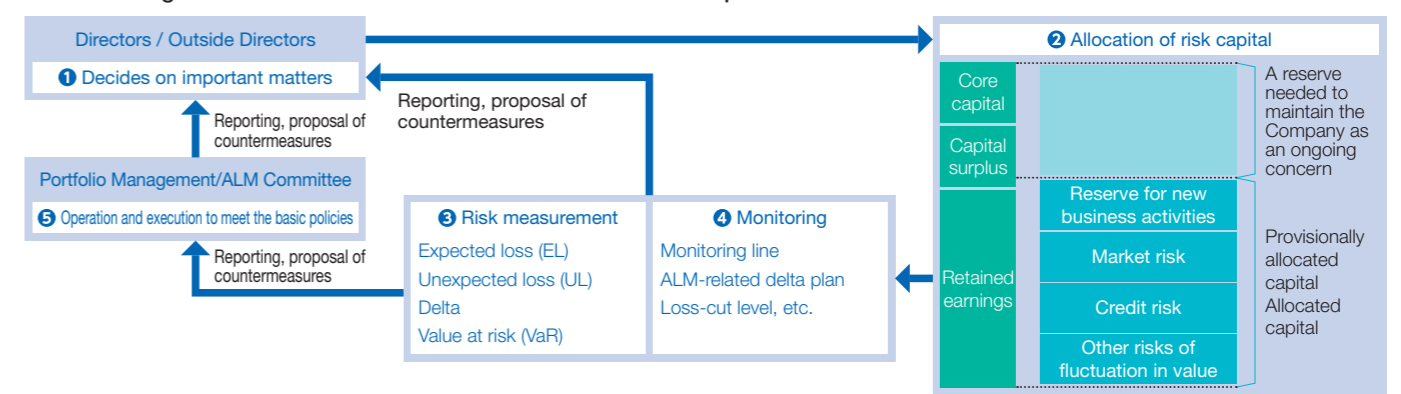 Directors / Outside Directors
❶ Decides on important matters
Reporting, proposal of
countermeasures
Portfolio Management/ALM Committee
❺ Operation and execution to meet the basic policies
Reporting, proposal of
countermeasures
Reporting, proposal of
countermeasures
❸ Risk measurement
Expected loss (EL)
Unexpected loss (UL)
Delta
Value at risk (VaR)
❹ Monitoring
Monitoring line
ALM-related delta plan
Loss-cut level, etc.
❷ Allocation of risk capital
Core
capital
Capital
surplus
Retained
earnings
Reserve for new
business activities
Market risk
Credit risk
Other risks of
fluctuation in value
A reserve
needed to
maintain the
Company as
an ongoing
concern
Provisionally
allocated
capital
Allocated
capital